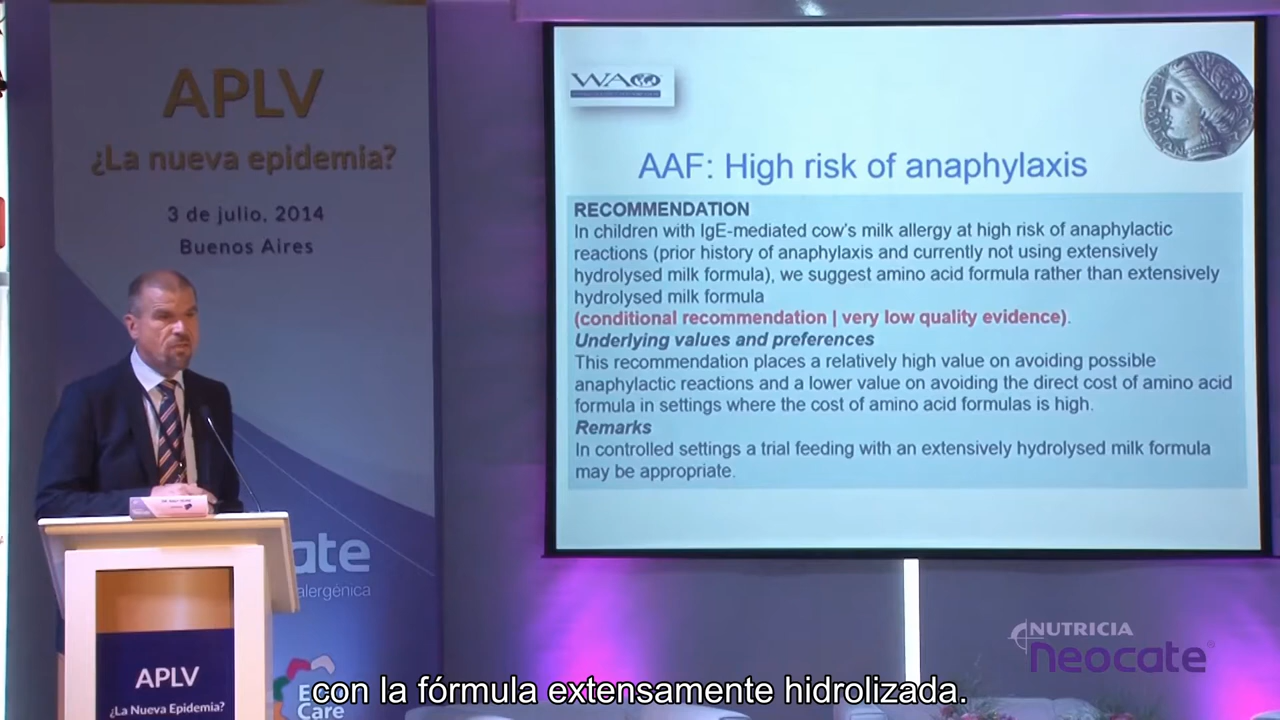 APLV
¿La nueva epidemia?
3 de julio, 2014
Buenos Aires
WAO
AAF: High risk of anaphylaxis
RECOMMENDATION
In children with IgE-mediated cow's milk allergy at high risk of anaphylactic
reactions (prior history of anaphylaxis and currently not using extensively
hydrolysed milk formula), we suggest amino acid formula rather than extensively
hydrolysed milk formula
(conditional recommendation | very low quality evidence).
Underlying values and preferences
This recommendation places a relatively high value on avoiding possible
anaphylactic reactions and a lower value on avoiding the direct cost of amino acid
formula in settings where the cost of amino acid formulas is high.
Remarks
In controlled settings a trial feeding with an extensively hydrolysed milk formula
may be appropriate.
cate
alergénica
APLV
¿La Nueva Epidemia?
Care
NUTRICIA
Neocate
con la fórmula extensamente hidrolizada.